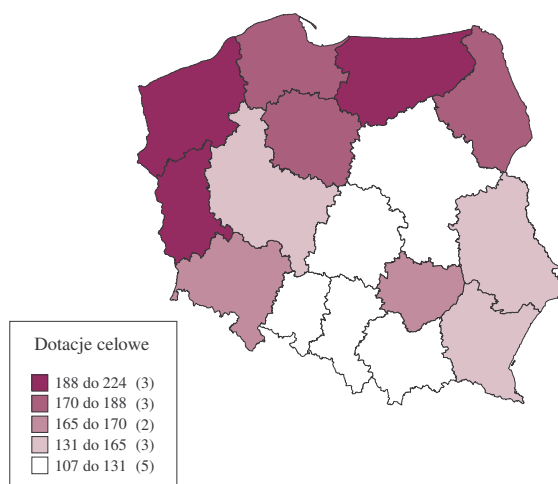 Dotacje celowe
188 do 224 (3)
170 do 188 (3)
165 do 170 (2)
131 do 165 (3)
107 do 131 (5)